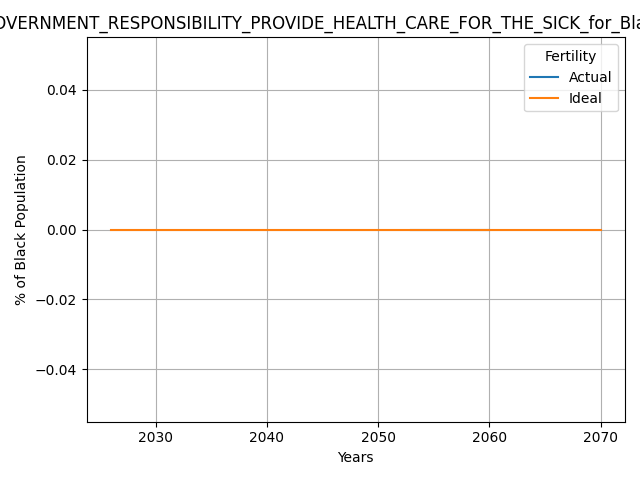 OVERNMENT_RESPONSIBILITY_PROVIDE_HEALTH_CARE_FOR_THE_SICK_for_Bla
Fertility
Actual
Ideal
0.04
0.02
0.00
−0.02
−0.04
% of Black Population
2030 2040 2050 2060 2070
Years